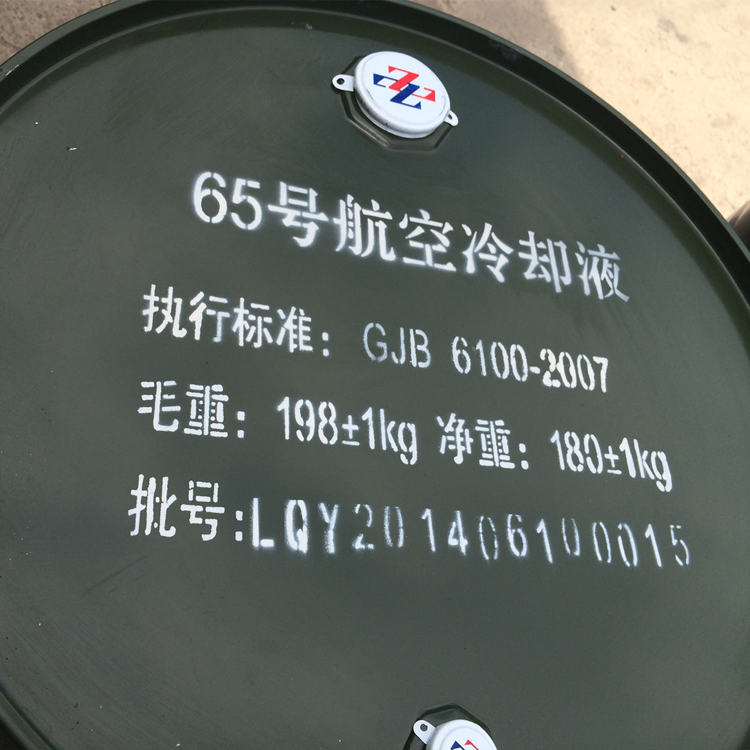 65号航空冷却液
执行标准: GJB 6100-2007
毛重: 198±1kg 净重: 180±1kg
批号:LQY201406100015